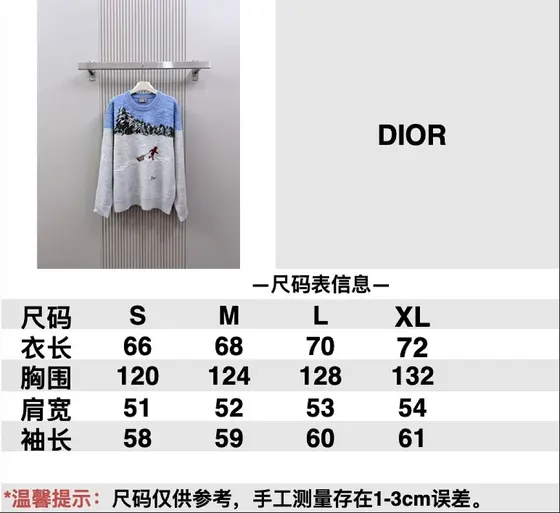 DIOR
—尺码表信息—
尺码 S M L XL
衣长 66 68 70 72
胸围 120 124 128 132
肩宽 51 52 53 54
袖长 58 59 60 61
*温馨提示：尺码仅供参考，手工测量存在1-3cm误差。